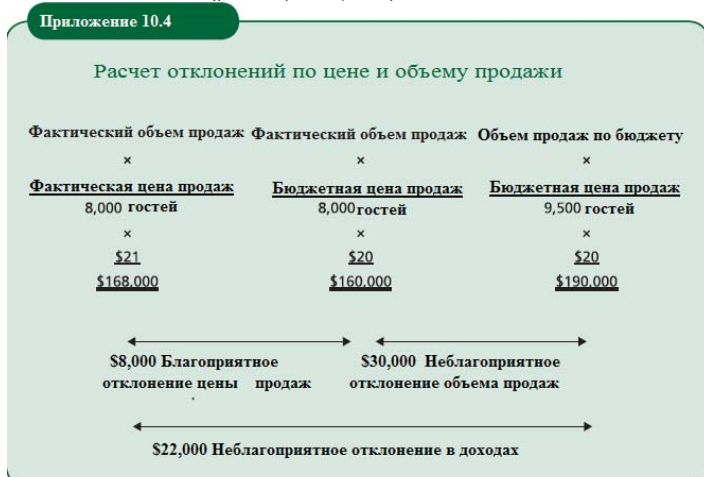 Приложение 10.4
Расчет отклонений по цене и объему продажи
Фактический объем продаж Фактический объем продаж Объем продаж по бюджету
× × ×
Фактическая цена продаж Бюджетная цена продаж Бюджетная цена продаж
8,000 гостей 8,000 гостей 9,500 гостей
× × ×
$21 $20 $20
$168,000 $160,000 $190,000
$8,000 Благоприятное $30,000 Неблагоприятное
отклонение цены продаж отклонение объема продаж
$22,000 Неблагоприятное отклонение в доходах